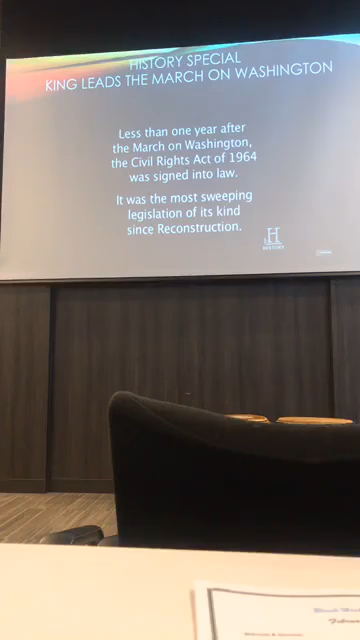 HISTORY SPECIAL
KING LEADS THE MARCH ON WASHINGTON
Less than one year after
the March on Washington,
the Civil Rights Act of 1964
was signed into law.
It was the most sweeping
legislation of its kind
since Reconstruction.
H
HISTORY